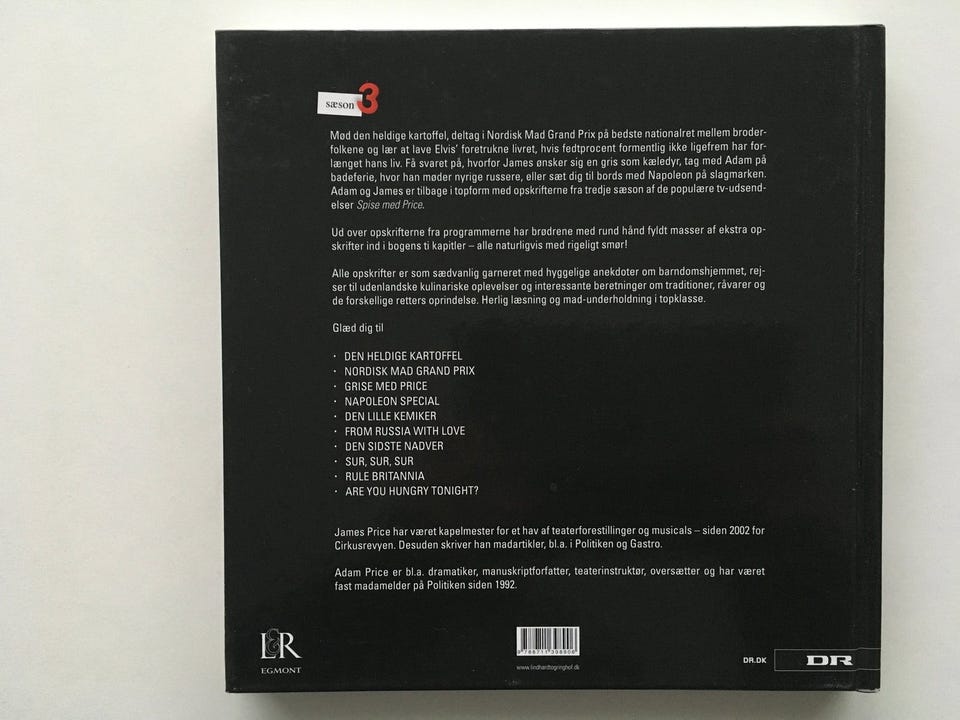 sæson 3
Mød den heldige kartoffel, deltag i Nordisk Mad Grand Prix på bedste nationalret mellem broder-
folkene og lær at lave Elvis' foretrukne livret, hvis fedtprocent formentlig ikke ligefrem har for-
længet hans liv. Få svaret på, hvorfor James ønsker sig en gris som kæledyr, tag med Adam på
badeferie, hvor han møder nyrige russere, eller sæt dig til bords med Napoleon på slagmarken.
Adam og James er tilbage i topform med opskrifterne fra tredje sæson af de populære tv-udsend-
elser Spise med Price.
Ud over opskrifterne fra programmerne har brødrene med rund hånd fyldt masser af ekstra op-
skrifter ind i bogens ti kapitler – alle naturligvis med rigeligt smør!
Alle opskrifter er som sædvanlig garneret med hyggelige anekdoter om barndomshjemmet, rej-
ser til udenlandske kulinariske oplevelser og interessante beretninger om traditioner, råvarer og
de forskellige retters oprindelse. Herlig læsning og mad-underholdning i topklasse.
Glæd dig til
· DEN HELDIGE KARTOFFEL
· NORDISK MAD GRAND PRIX
· GRISE MED PRICE
· NAPOLEON SPECIAL
· DEN LILLE KEMIKER
· FROM RUSSIA WITH LOVE
· DEN SIDSTE NADVER
· SUR, SUR, SUR
· RULE BRITANNIA
· ARE YOU HUNGRY TONIGHT?
James Price har været kapelmester for et hav af teaterforestillinger og musicals – siden 2002 for
Cirkusrevyen. Desuden skriver han madartikler, bl.a. i Politiken og Gastro.
Adam Price er bl.a. dramatiker, manuskriptforfatter, teaterinstruktør, oversætter og har været
fast madanmelder på Politiken siden 1992.
L&R
EGMONT
9 788711 398906
www.lindhardtogringhof.dk
DR.DK
DR